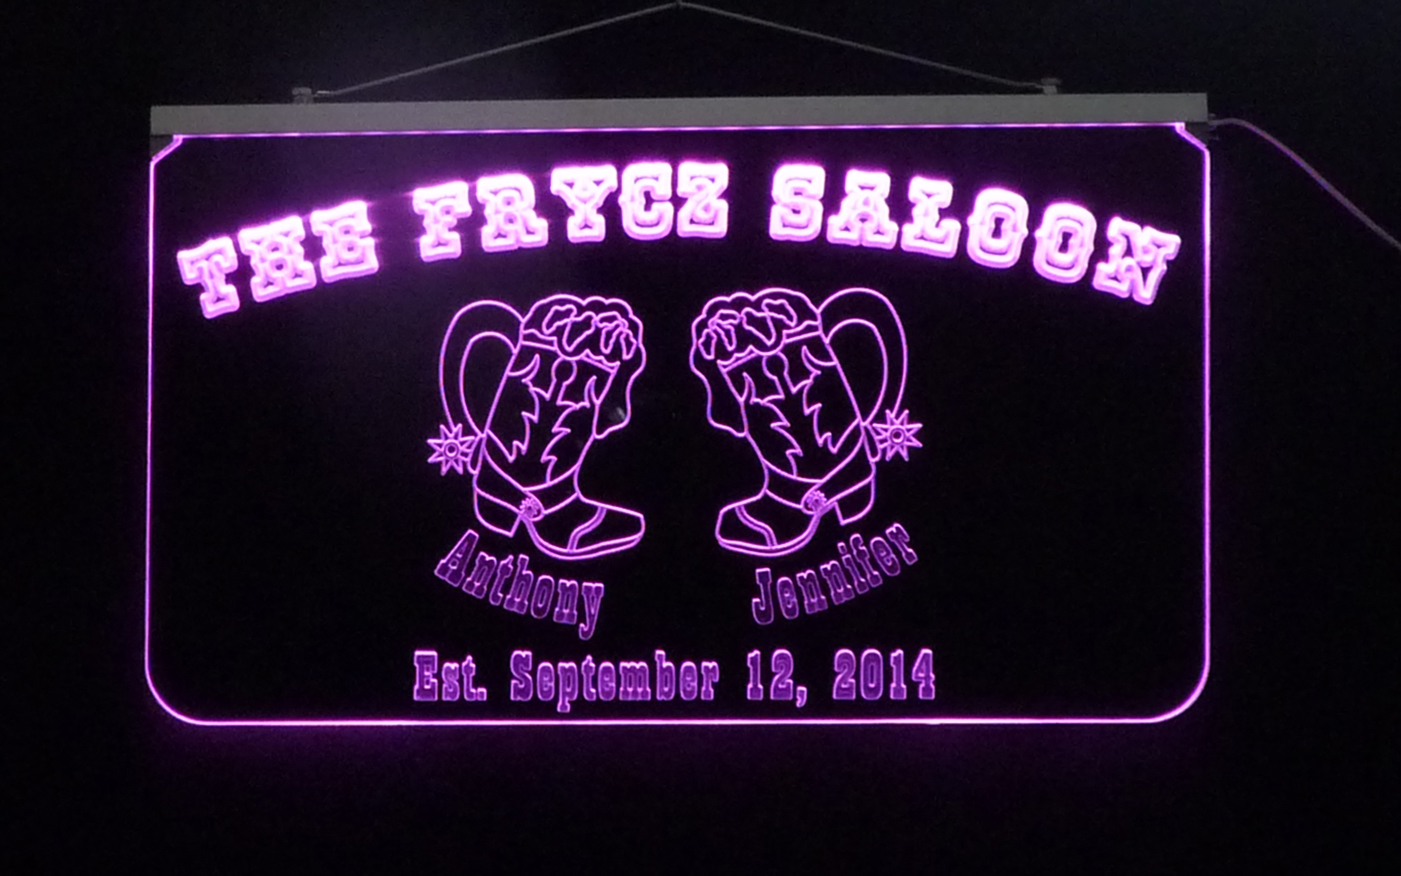 THE FRYCZ SALOON
Anthony Jennifer
Est. September 12, 2014